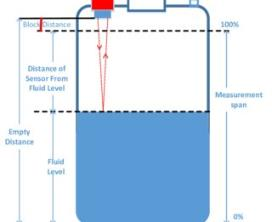 Block Distance
100%
Distance of
Sensor From
Fluid Level
Measurement
span
Empty
Distance
Fluid
Level
0%